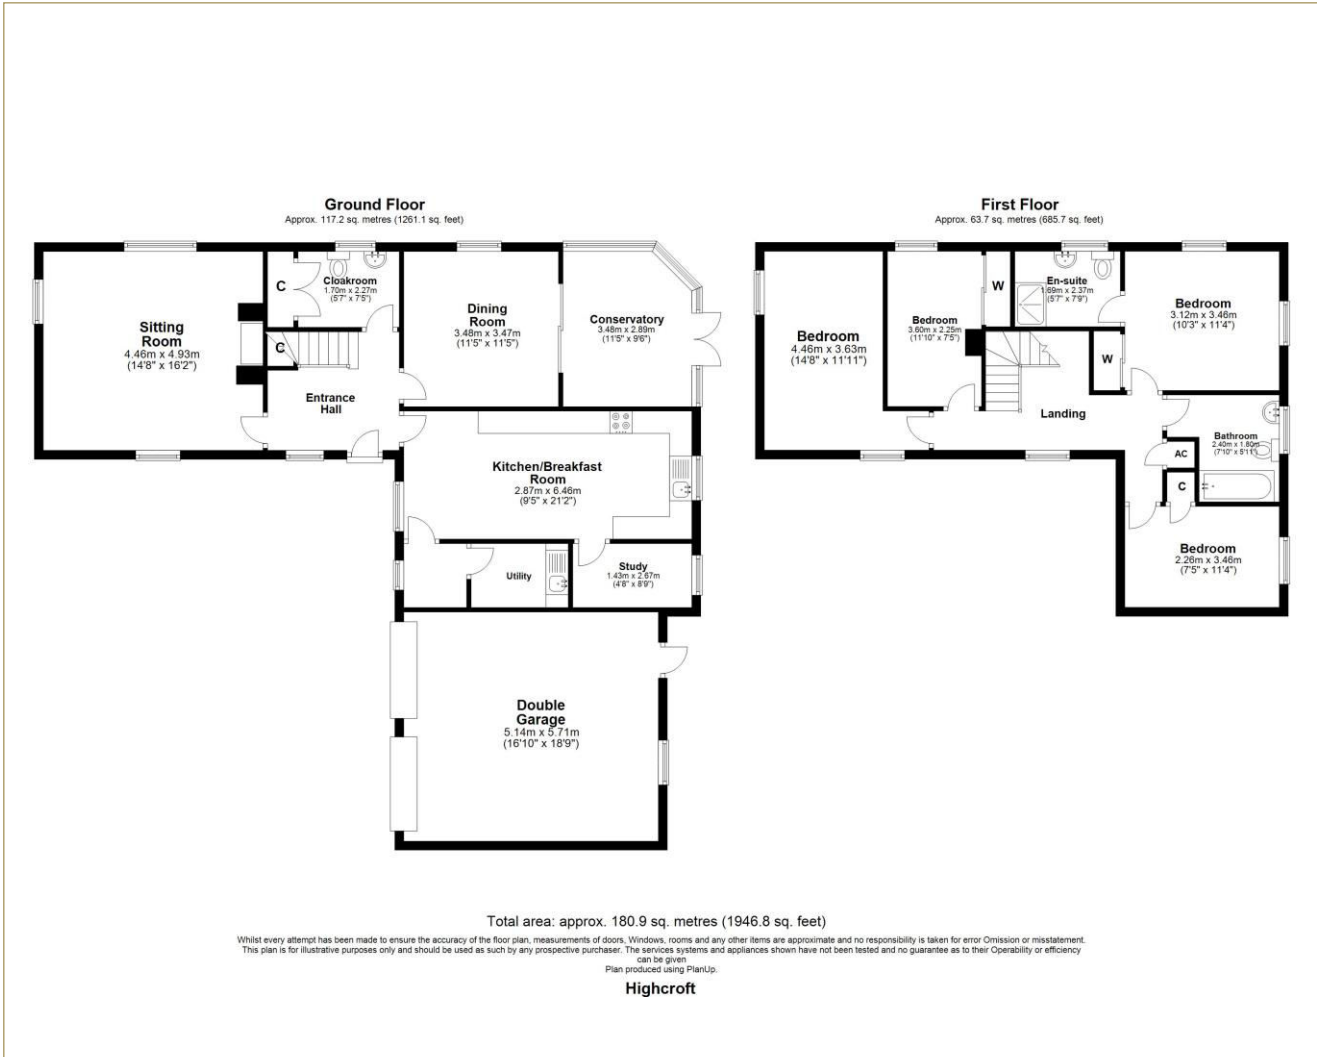 Ground Floor
Approx. 117.2 sq. metres (1261.1 sq. feet)
C
Cloakroom
1.70m x 2.27m
(5'7" x 7'5")
Sitting
Room
4.46m x 4.93m
(14'8" x 16'2")
C
Entrance
Hall
Dining
Room
3.48m x 3.47m
(11'5" x 11'5")
Conservatory
3.48m x 2.89m
(11'5" x 9'6")
Kitchen/Breakfast
Room
2.87m x 6.46m
(9'5" x 21'2")
Utility
Study
1.43m x 2.67m
(4'8" x 8'9")
Double
Garage
5.14m x 5.71m
(16'10" x 18'9")
First Floor
Approx. 63.7 sq. metres (685.7 sq. feet)
Bedroom
4.46m x 3.63m
(14'8" x 11'11")
Bedroom
3.60m x 2.25m
(11'10" x 7'5")
W
En-suite
1.69m x 2.37m
(5'7" x 7'9")
W
Bedroom
3.12m x 3.46m
(10'3" x 11'4")
Landing
Bathroom
2.40m x 1.80m
(7'10" x 5'11")
AC
C
Bedroom
2.26m x 3.46m
(7'5" x 11'4")
Total area: approx. 180.9 sq. metres (1946.8 sq. feet)
Whilst every attempt has been made to ensure the accuracy of the floor plan, measurements of doors, Windows, rooms and any other items are approximate and no responsibility is taken for error Omission or misstatement.
This plan is for illustrative purposes only and should be used as such by any prospective purchaser. The services systems and appliances shown have not been tested and no guarantee as to their Operability or efficiency
can be given
Plan produced using PlanUp.
Highcroft